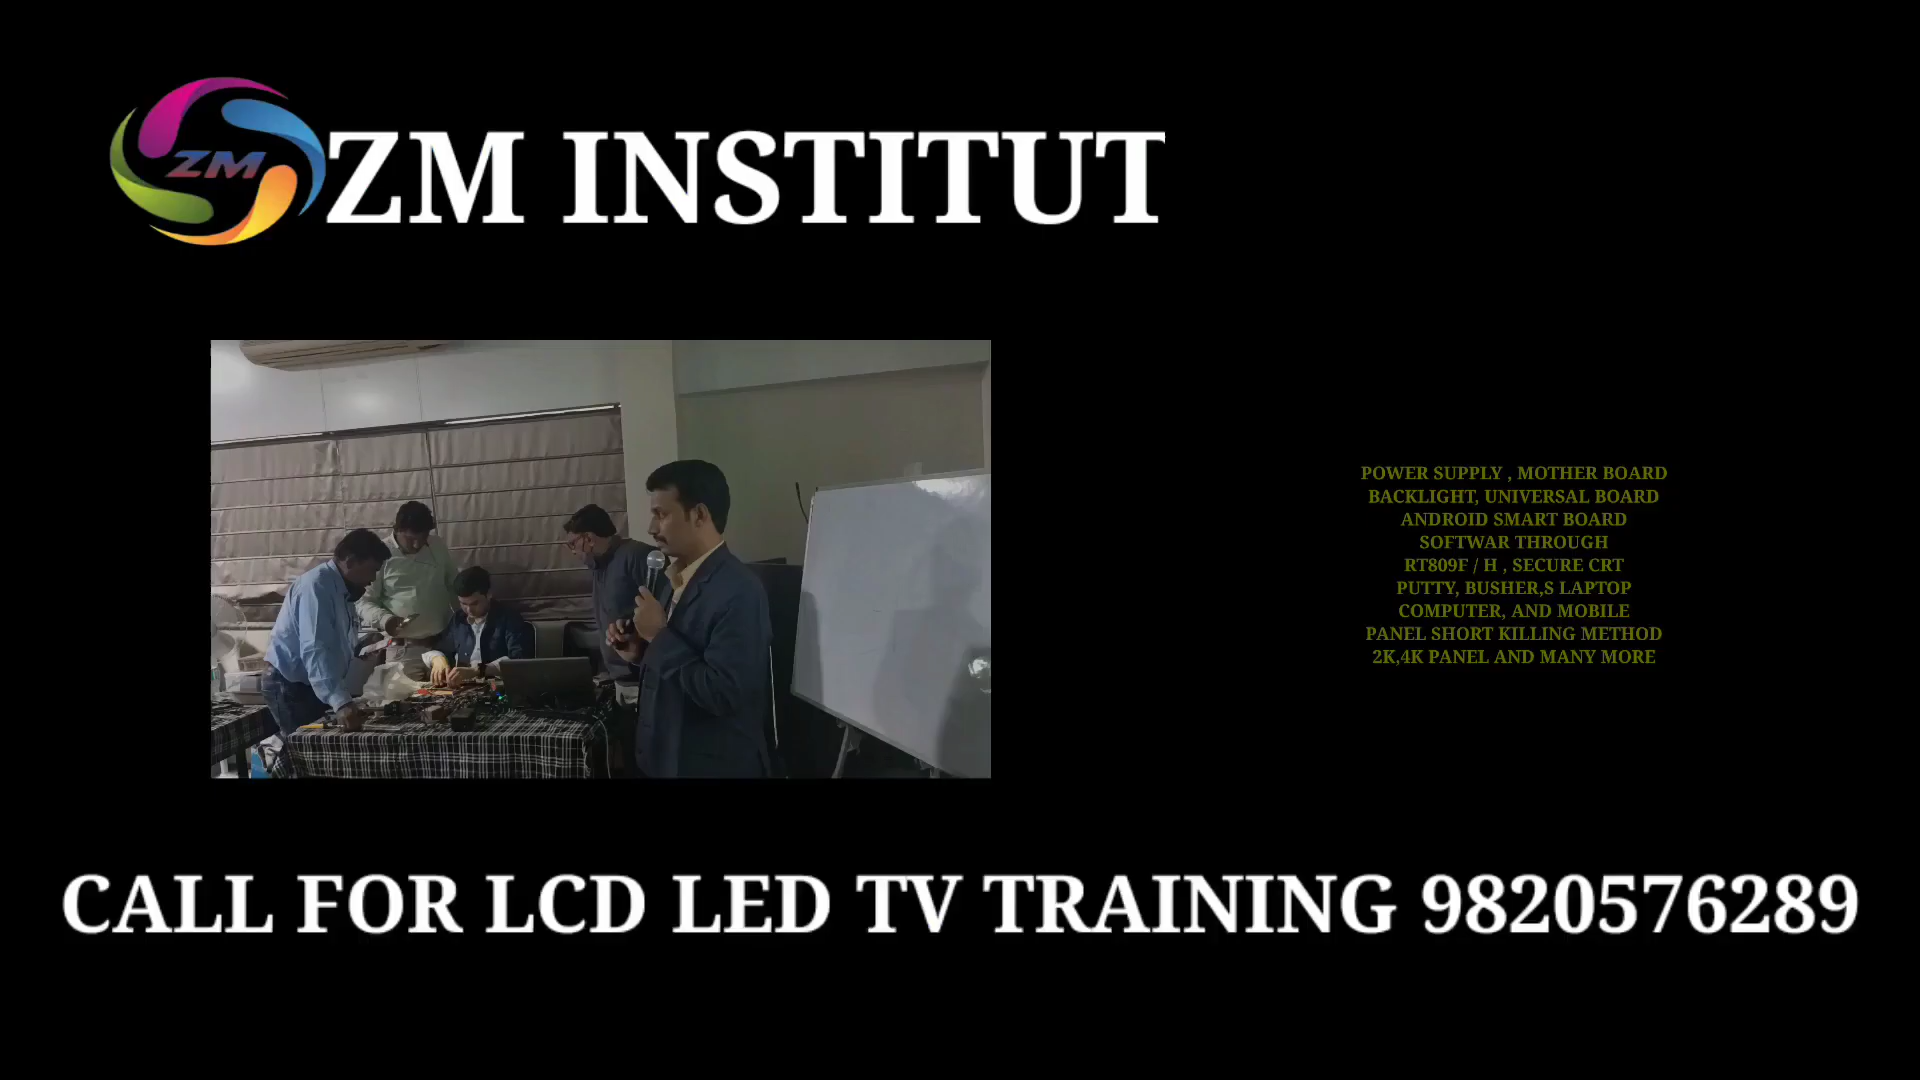 ZM
ZM INSTITUT
POWER SUPPLY , MOTHER BOARD
BACKLIGHT, UNIVERSAL BOARD
ANDROID SMART BOARD
SOFTWAR THROUGH
RT809F / H , SECURE CRT
PUTTY, BUSHER,S LAPTOP
COMPUTER, AND MOBILE
PANEL SHORT KILLING METHOD
2K,4K PANEL AND MANY MORE
CALL FOR LCD LED TV TRAINING 9820576289